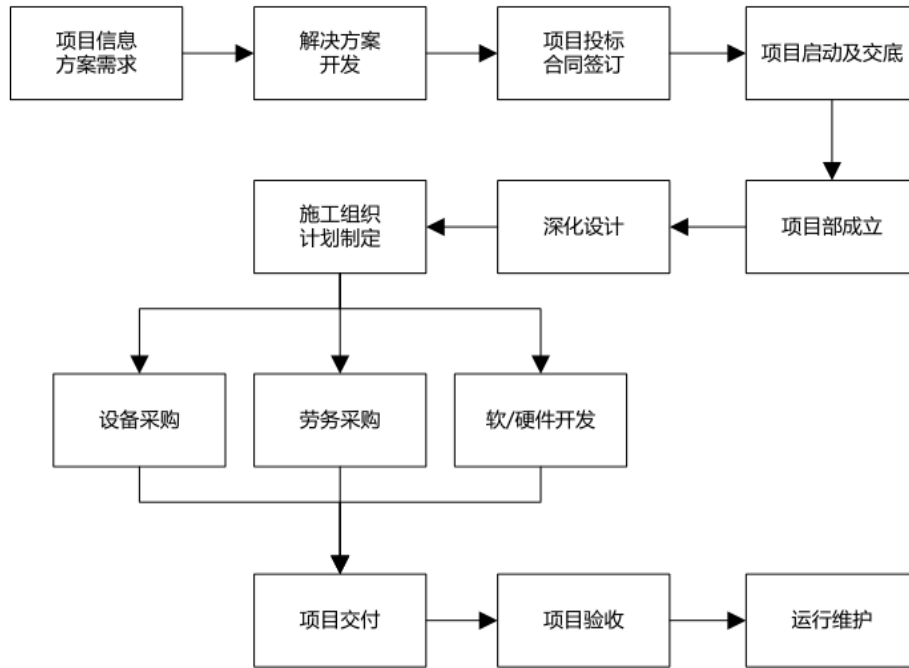 项目信息
方案需求
解决方案
开发
项目投标
合同签订
项目启动及交底
施工组织
计划制定
深化设计
项目部成立
设备采购
劳务采购
软/硬件开发
项目交付
项目验收
运行维护